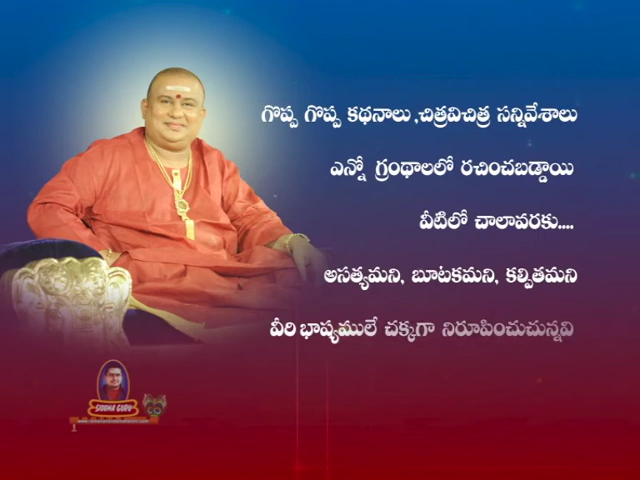 గొప్ప గొప్ప కథనాలు ,చిత్రవిచిత్ర సన్నివేశాలు
ఎన్నో గ్రంథాలలో రచించబడ్డాయి
వీటిలో చాలావరకు....
అసత్యమని, బూటకమని, కల్పితమని
వీరి భాష్యములే చక్కగా నిరూపించుచున్నవి
SIDDHA GURU